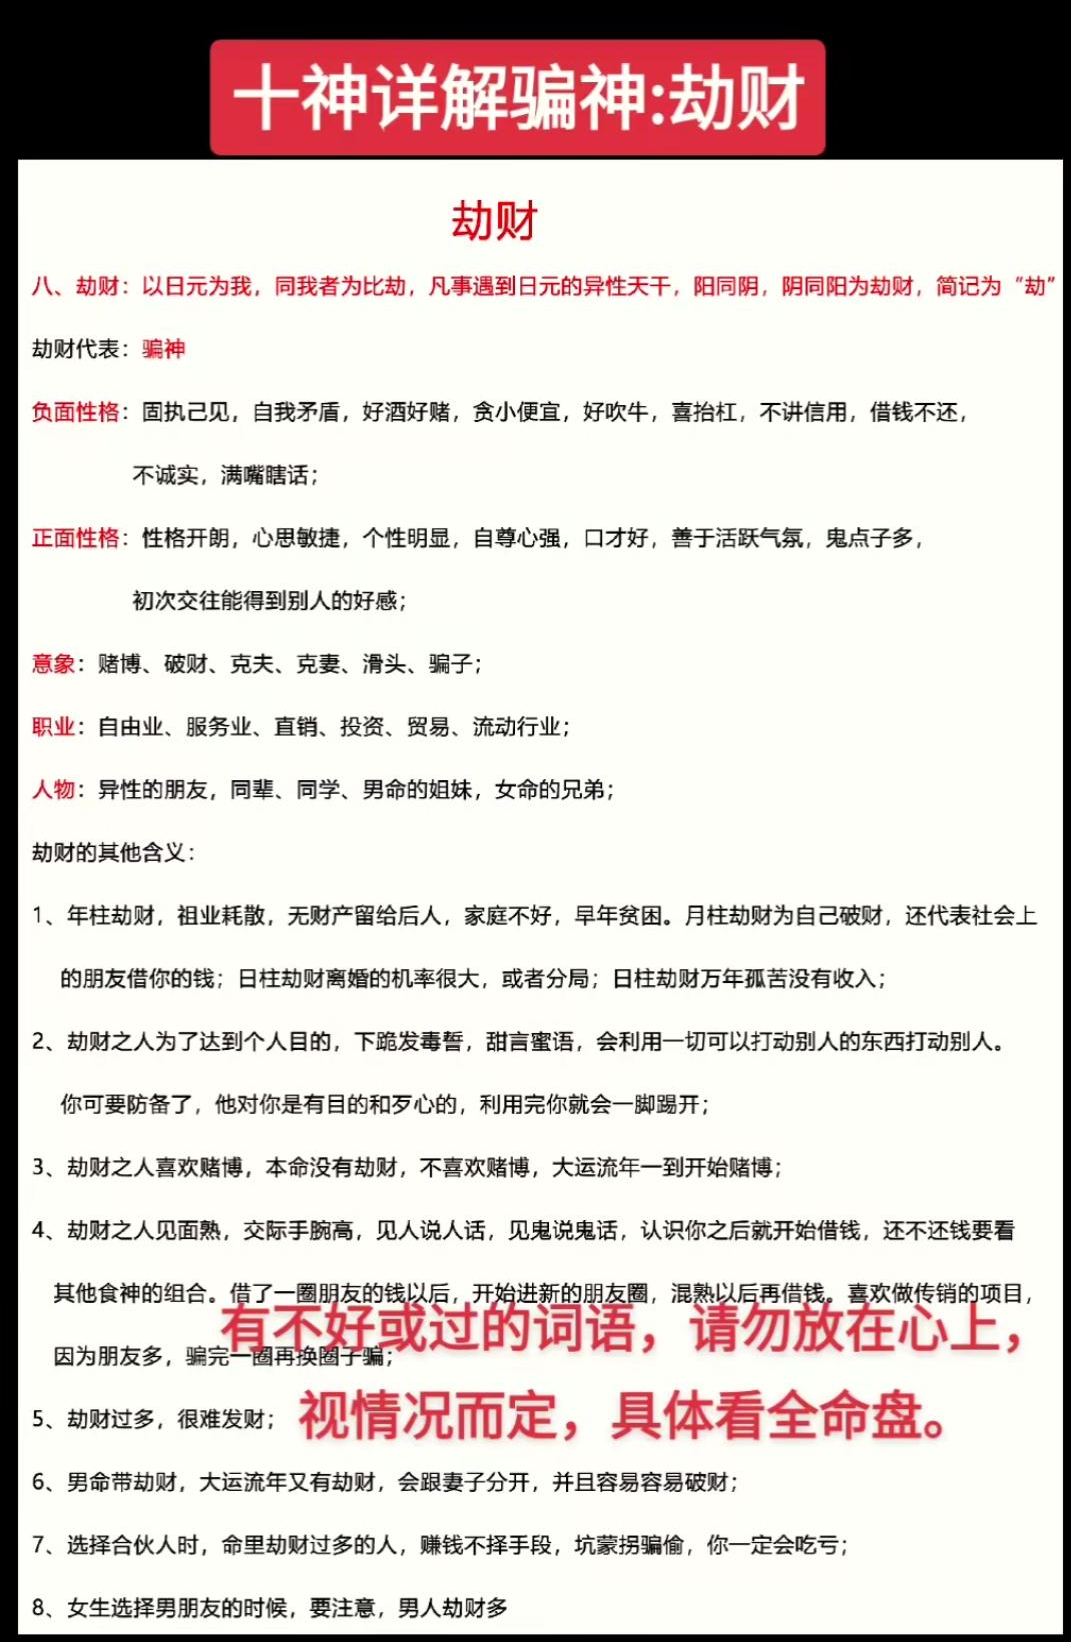 十神详解骗神:劫财
劫财
八、劫财：以日元为我，同我者为比劫，凡事遇到日元的异性天干，阳同阴，阴同阳为劫财，简记为“劫”
劫财代表：骗神
负面性格：固执己见，自我矛盾，好酒好赌，贪小便宜，好吹牛，喜抬杠，不讲信用，借钱不还，
不诚实，满嘴瞎话；
正面性格：性格开朗，心思敏捷，个性明显，自尊心强，口才好，善于活跃气氛，鬼点子多，
初次交往能得到别人的好感；
意象：赌博、破财、克夫、克妻、滑头、骗子；
职业：自由业、服务业、直销、投资、贸易、流动行业；
人物：异性的朋友，同辈、同学、男命的姐妹，女命的兄弟；
劫财的其他含义：
1、年柱劫财，祖业耗散，无财产留给后人，家庭不好，早年贫困。月柱劫财为自己破财，还代表社会上
的朋友借你的钱；日柱劫财离婚的机率很大，或者分局；日柱劫财万年孤苦没有收入；
2、劫财之人为了达到个人目的，下跪发毒誓，甜言蜜语，会利用一切可以打动别人的东西打动别人。
你可要防备了，他对你是有目的和歹心的，利用完你就会一脚踢开；
3、劫财之人喜欢赌博，本命没有劫财，不喜欢赌博，大运流年一到开始赌博；
4、劫财之人见面熟，交际手腕高，见人说人话，见鬼说鬼话，认识你之后就开始借钱，还不还钱要看
其他食神的组合。借了一圈朋友的钱以后，开始进新的朋友圈，混熟以后再借钱。喜欢做传销的项目，
有不好或过的词语，请勿放在心上，
因为朋友多，骗完一圈再换圈子骗；
5、劫财过多，很难发财；
视情况而定，具体看全命盘。
6、男命带劫财，大运流年又有劫财，会跟妻子分开，并且容易容易破财；
7、选择合伙人时，命里劫财过多的人，赚钱不择手段，坑蒙拐骗偷，你一定会吃亏；
8、女生选择男朋友的时候，要注意，男人劫财多